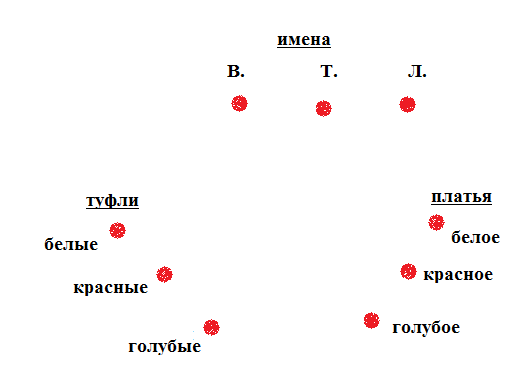 имена
В. Т. Л.
туфли
платья
белые
белое
красные
красное
голубые
голубое